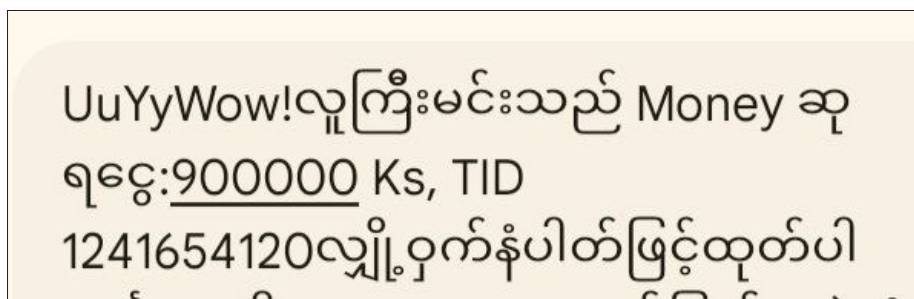 UuYyWow!လူကြီးမင်းသည် Money ဆု
ရငွေ:900000 Ks, TID
1241654120လျှို့ဝှက်နံပါတ်ဖြင့်ထုတ်ပါ